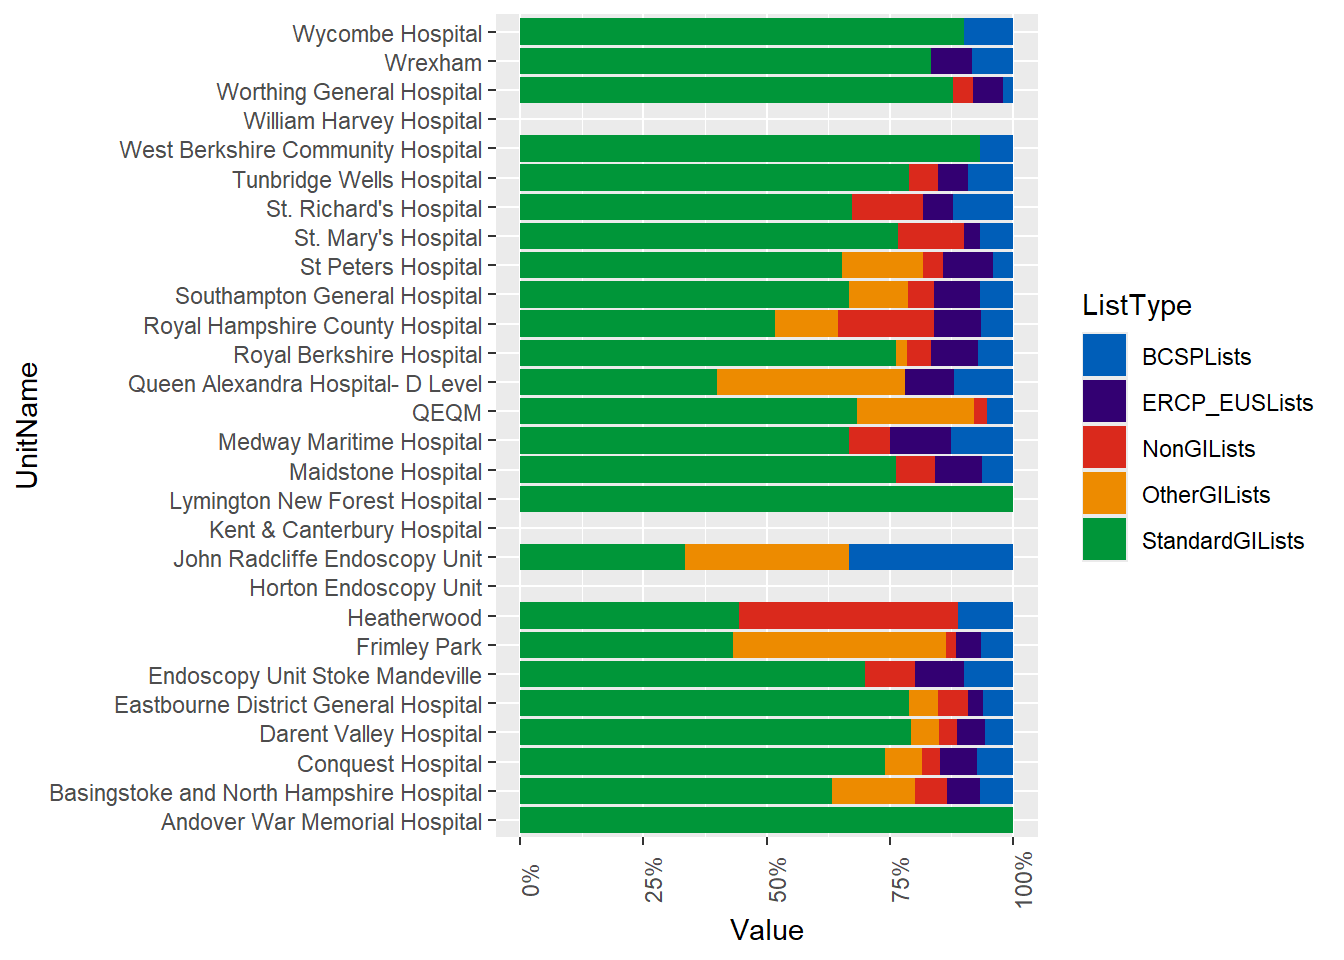 Wycombe Hospital
Wrexham
Worthing General Hospital
William Harvey Hospital
West Berkshire Community Hospital
Tunbridge Wells Hospital
St. Richard's Hospital
St. Mary's Hospital
St Peters Hospital
Southampton General Hospital
Royal Hampshire County Hospital
Royal Berkshire Hospital
Queen Alexandra Hospital- D Level
QEQM
Medway Maritime Hospital
Maidstone Hospital
Lymington New Forest Hospital
Kent & Canterbury Hospital
John Radcliffe Endoscopy Unit
Horton Endoscopy Unit
Heatherwood
Frimley Park
Endoscopy Unit Stoke Mandeville
Eastbourne District General Hospital
Darent Valley Hospital
Conquest Hospital
Basingstoke and North Hampshire Hospital
Andover War Memorial Hospital
UnitName
0%
25%
50%
75%
100%
Value
ListType
BCSPLists
ERCP_EUSLists
NonGILists
OtherGILists
StandardGILists